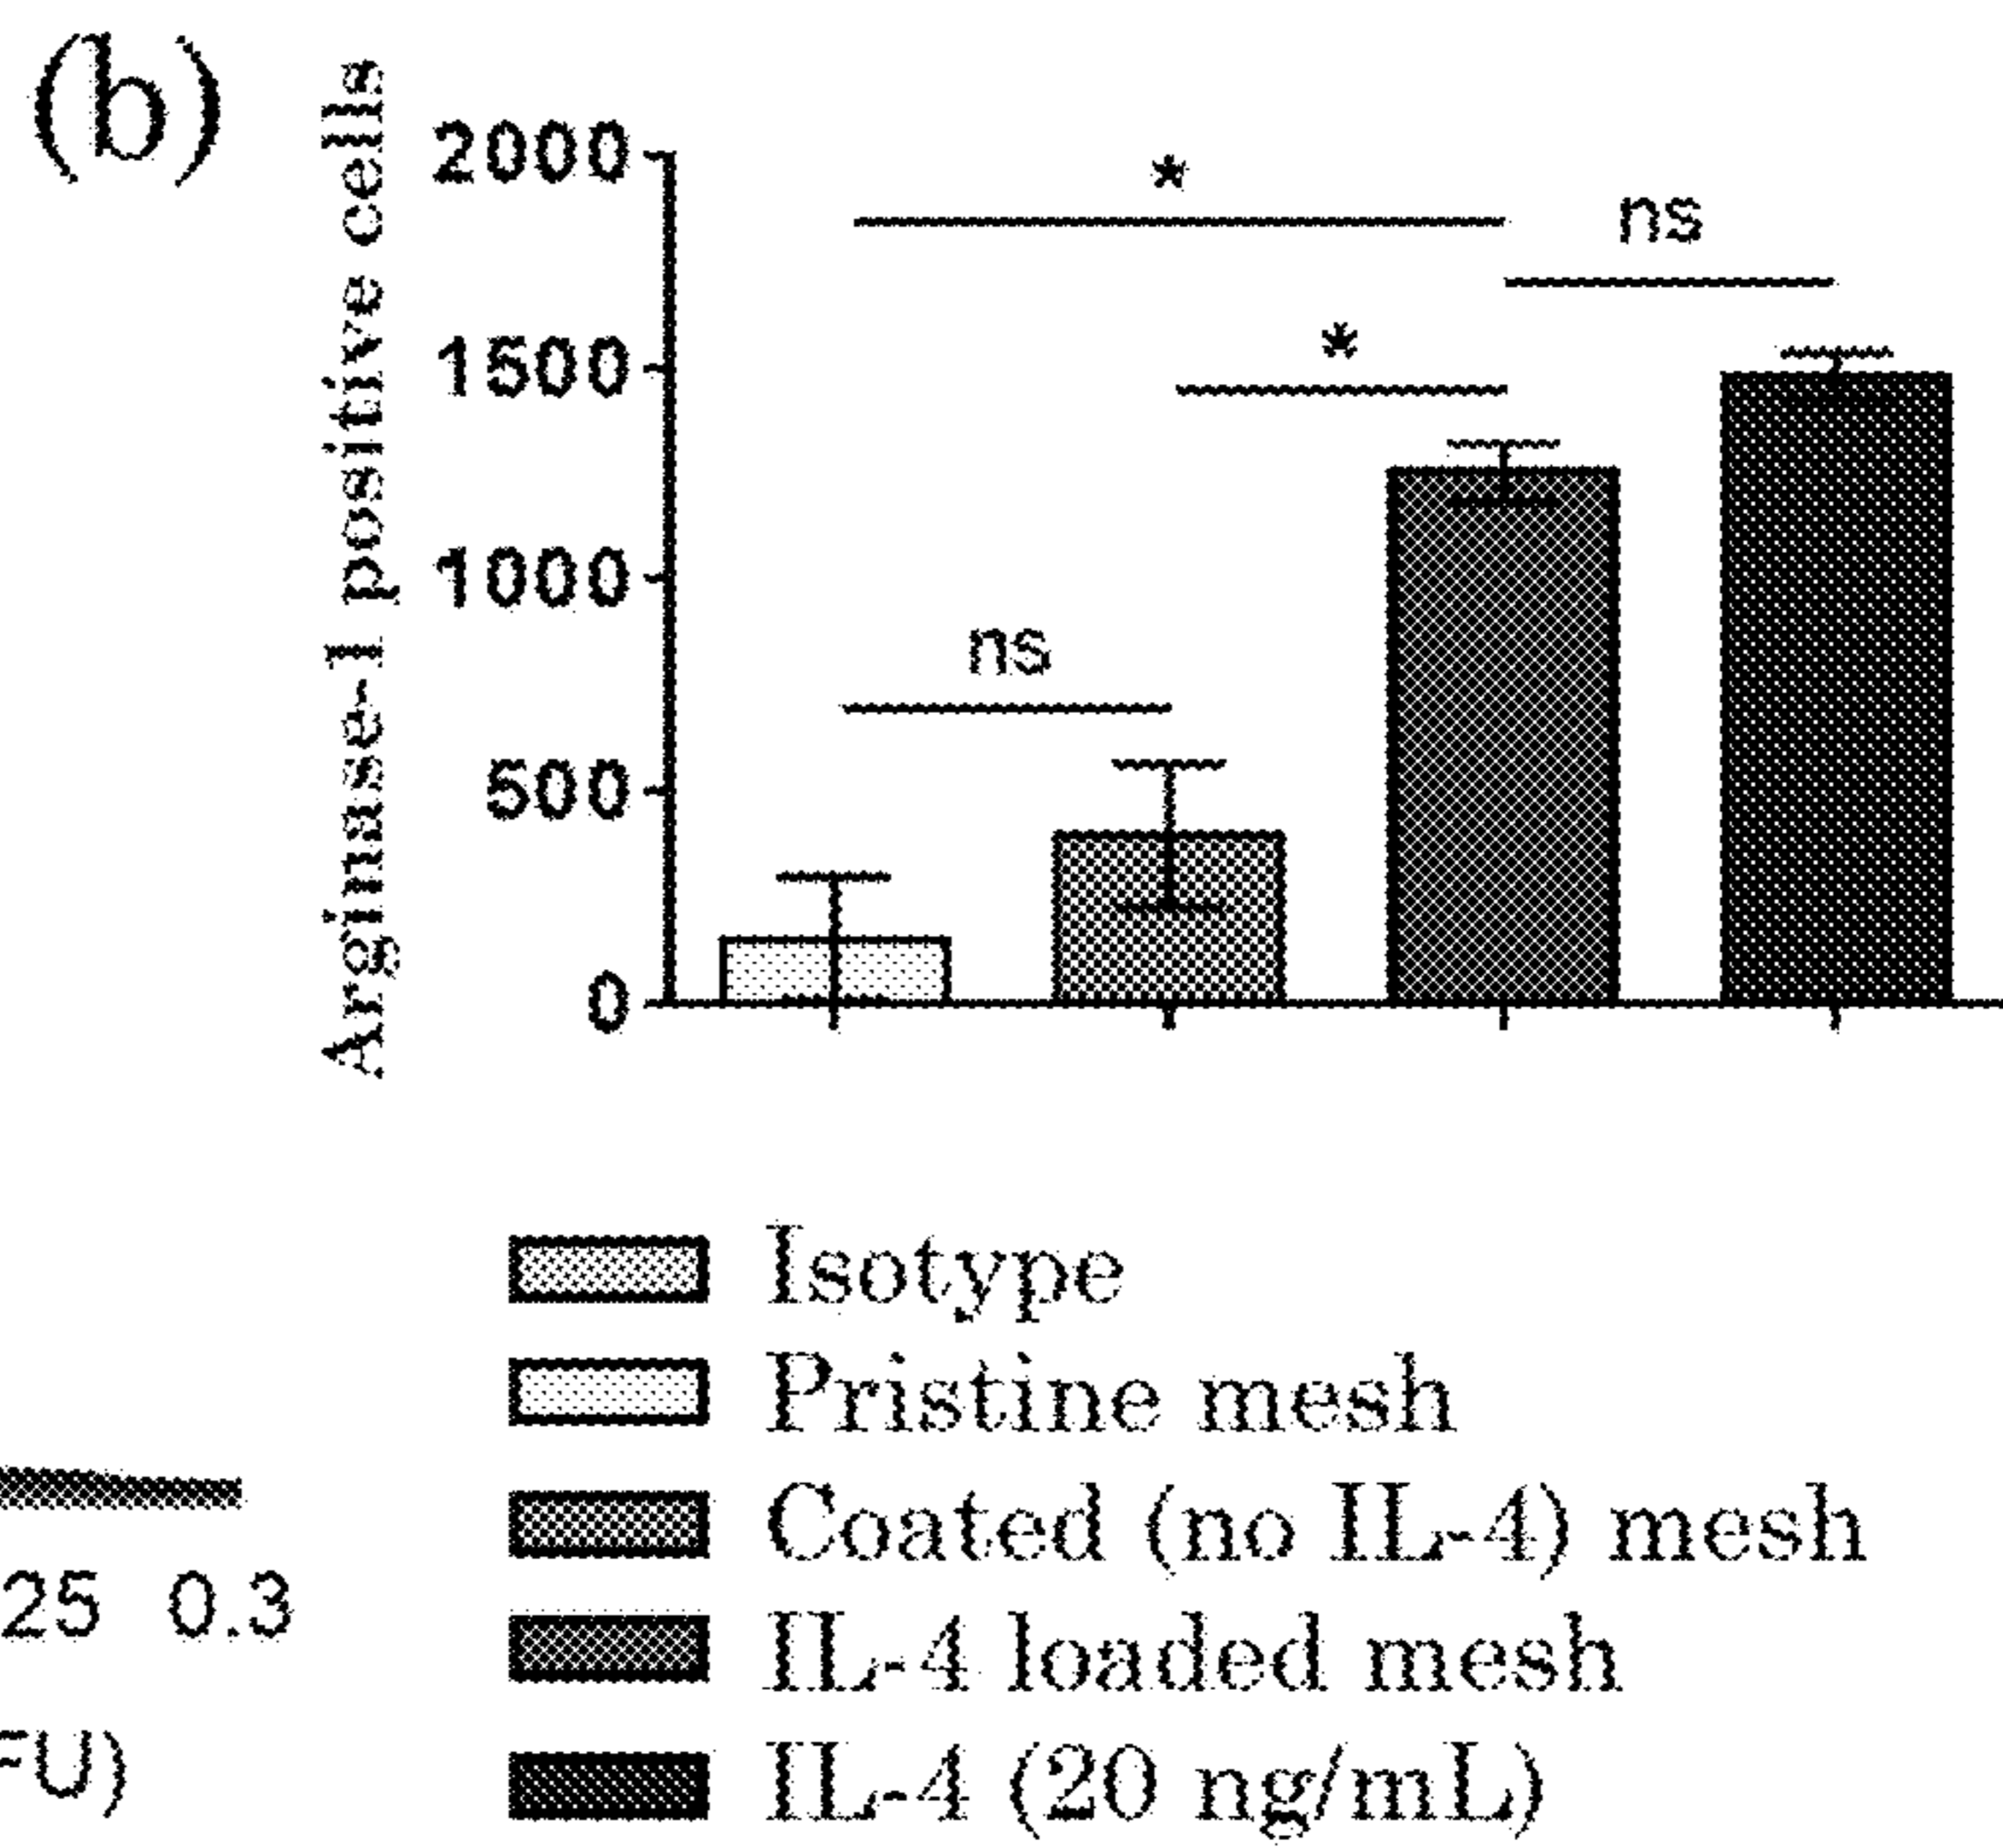 (b)
Arginase-1 positive cells
2000
1500
1000
500
0
*
ns
*
ns
Isotype
Pristine mesh
Coated (no IL-4) mesh
IL-4 loaded mesh
IL-4 (20 ng/mL)
25 0.3
FU)